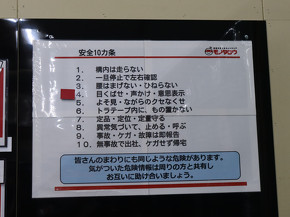 安全10カ条
モノタロウ
1. 構内は走らない
2. 一旦停止で左右確認
3. 腰はまげない・ひねらない
4. 目くばせ・声かけ・意思表示
5. よそ見・ながらのクセなくせ
6. トラテープ内に、もの置かない
7. 定品・定位・定量守る
8. 異常気づいて、止める・呼ぶ
9. 事故・ケガ・故障は即報告
10. 無事故で出社、ケガせず帰宅
皆さんのまわりにも同じような危険があります。
気がついた危険情報は周りの方と共有し
お互いに助け合いましょう。